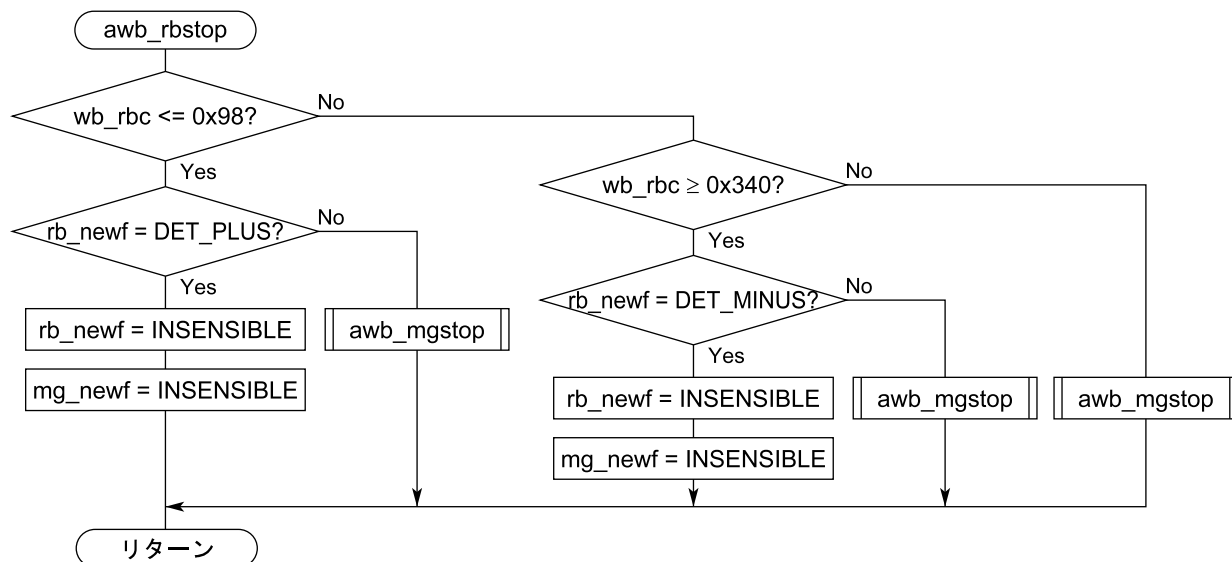 awb_rbstop
wb_rbc <= 0x98?
No
Yes
wb_rbc ≥ 0x340?
No
Yes
rb_newf = DET_PLUS?
No
Yes
rb_newf = DET_MINUS?
No
Yes
rb_newf = INSENSIBLE
awb_mgstop
mg_newf = INSENSIBLE
rb_newf = INSENSIBLE
awb_mgstop
awb_mgstop
mg_newf = INSENSIBLE
リターン